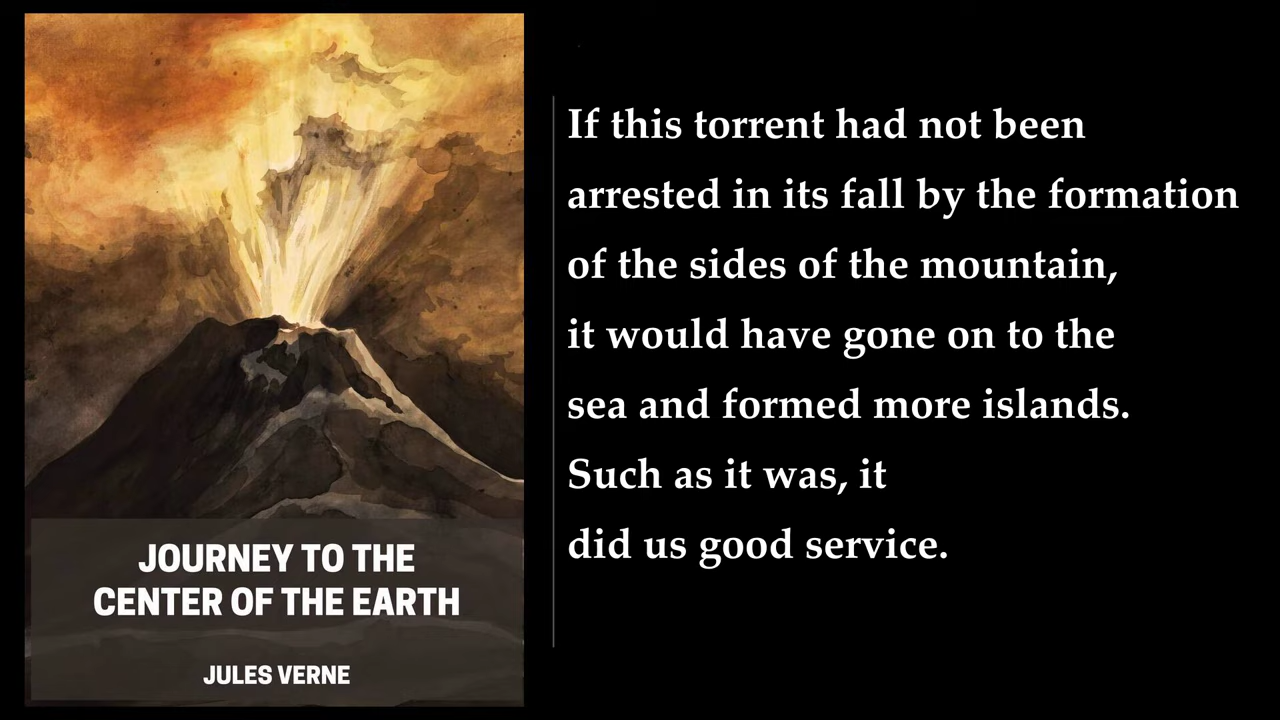 If this torrent had not been
arrested in its fall by the formation
of the sides of the mountain,
it would have gone on to the
sea and formed more islands.
Such as it was, it
did us good service.
JOURNEY TO THE
CENTER OF THE EARTH
JULES VERNE